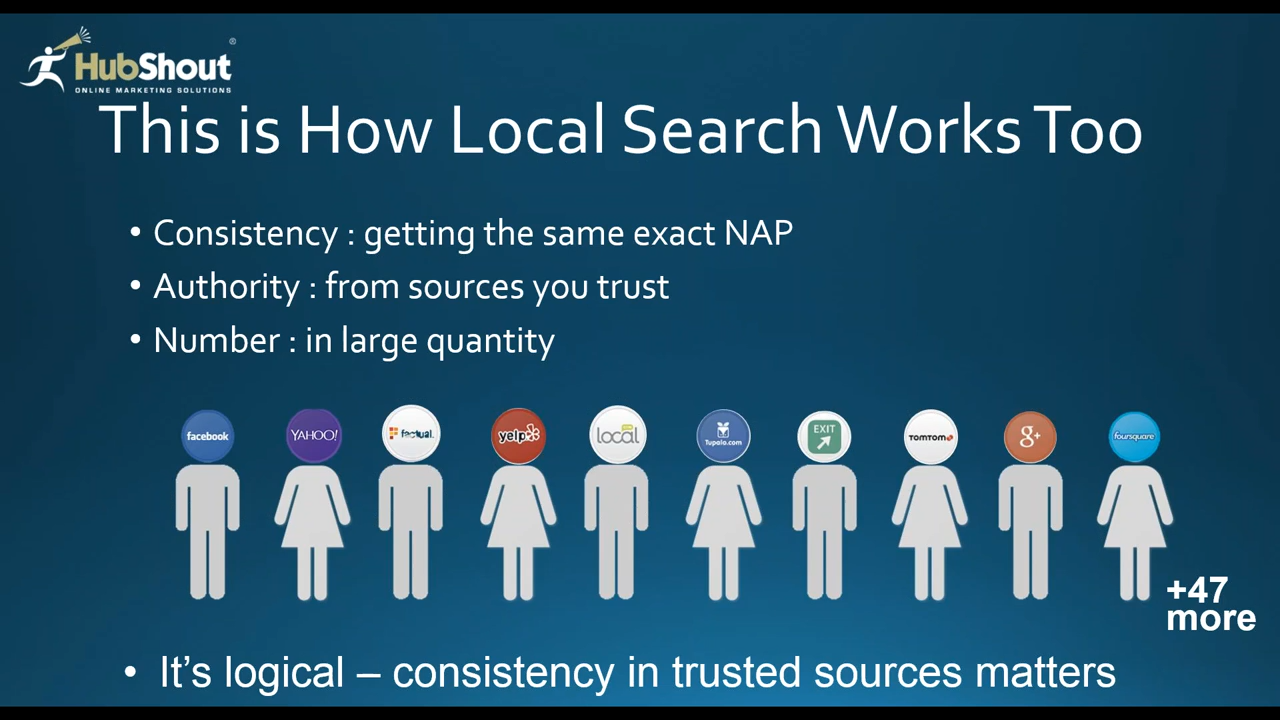 HubShout®
ONLINE MARKETING SOLUTIONS
This is How Local Search Works Too
• Consistency : getting the same exact NAP
• Authority : from sources you trust
• Number : in large quantity
facebook
YAHOO!
factual.
yelp
local
Tupalo.com
EXIT
TOMTOM
g+
foursquare
+47
more
• It's logical – consistency in trusted sources matters